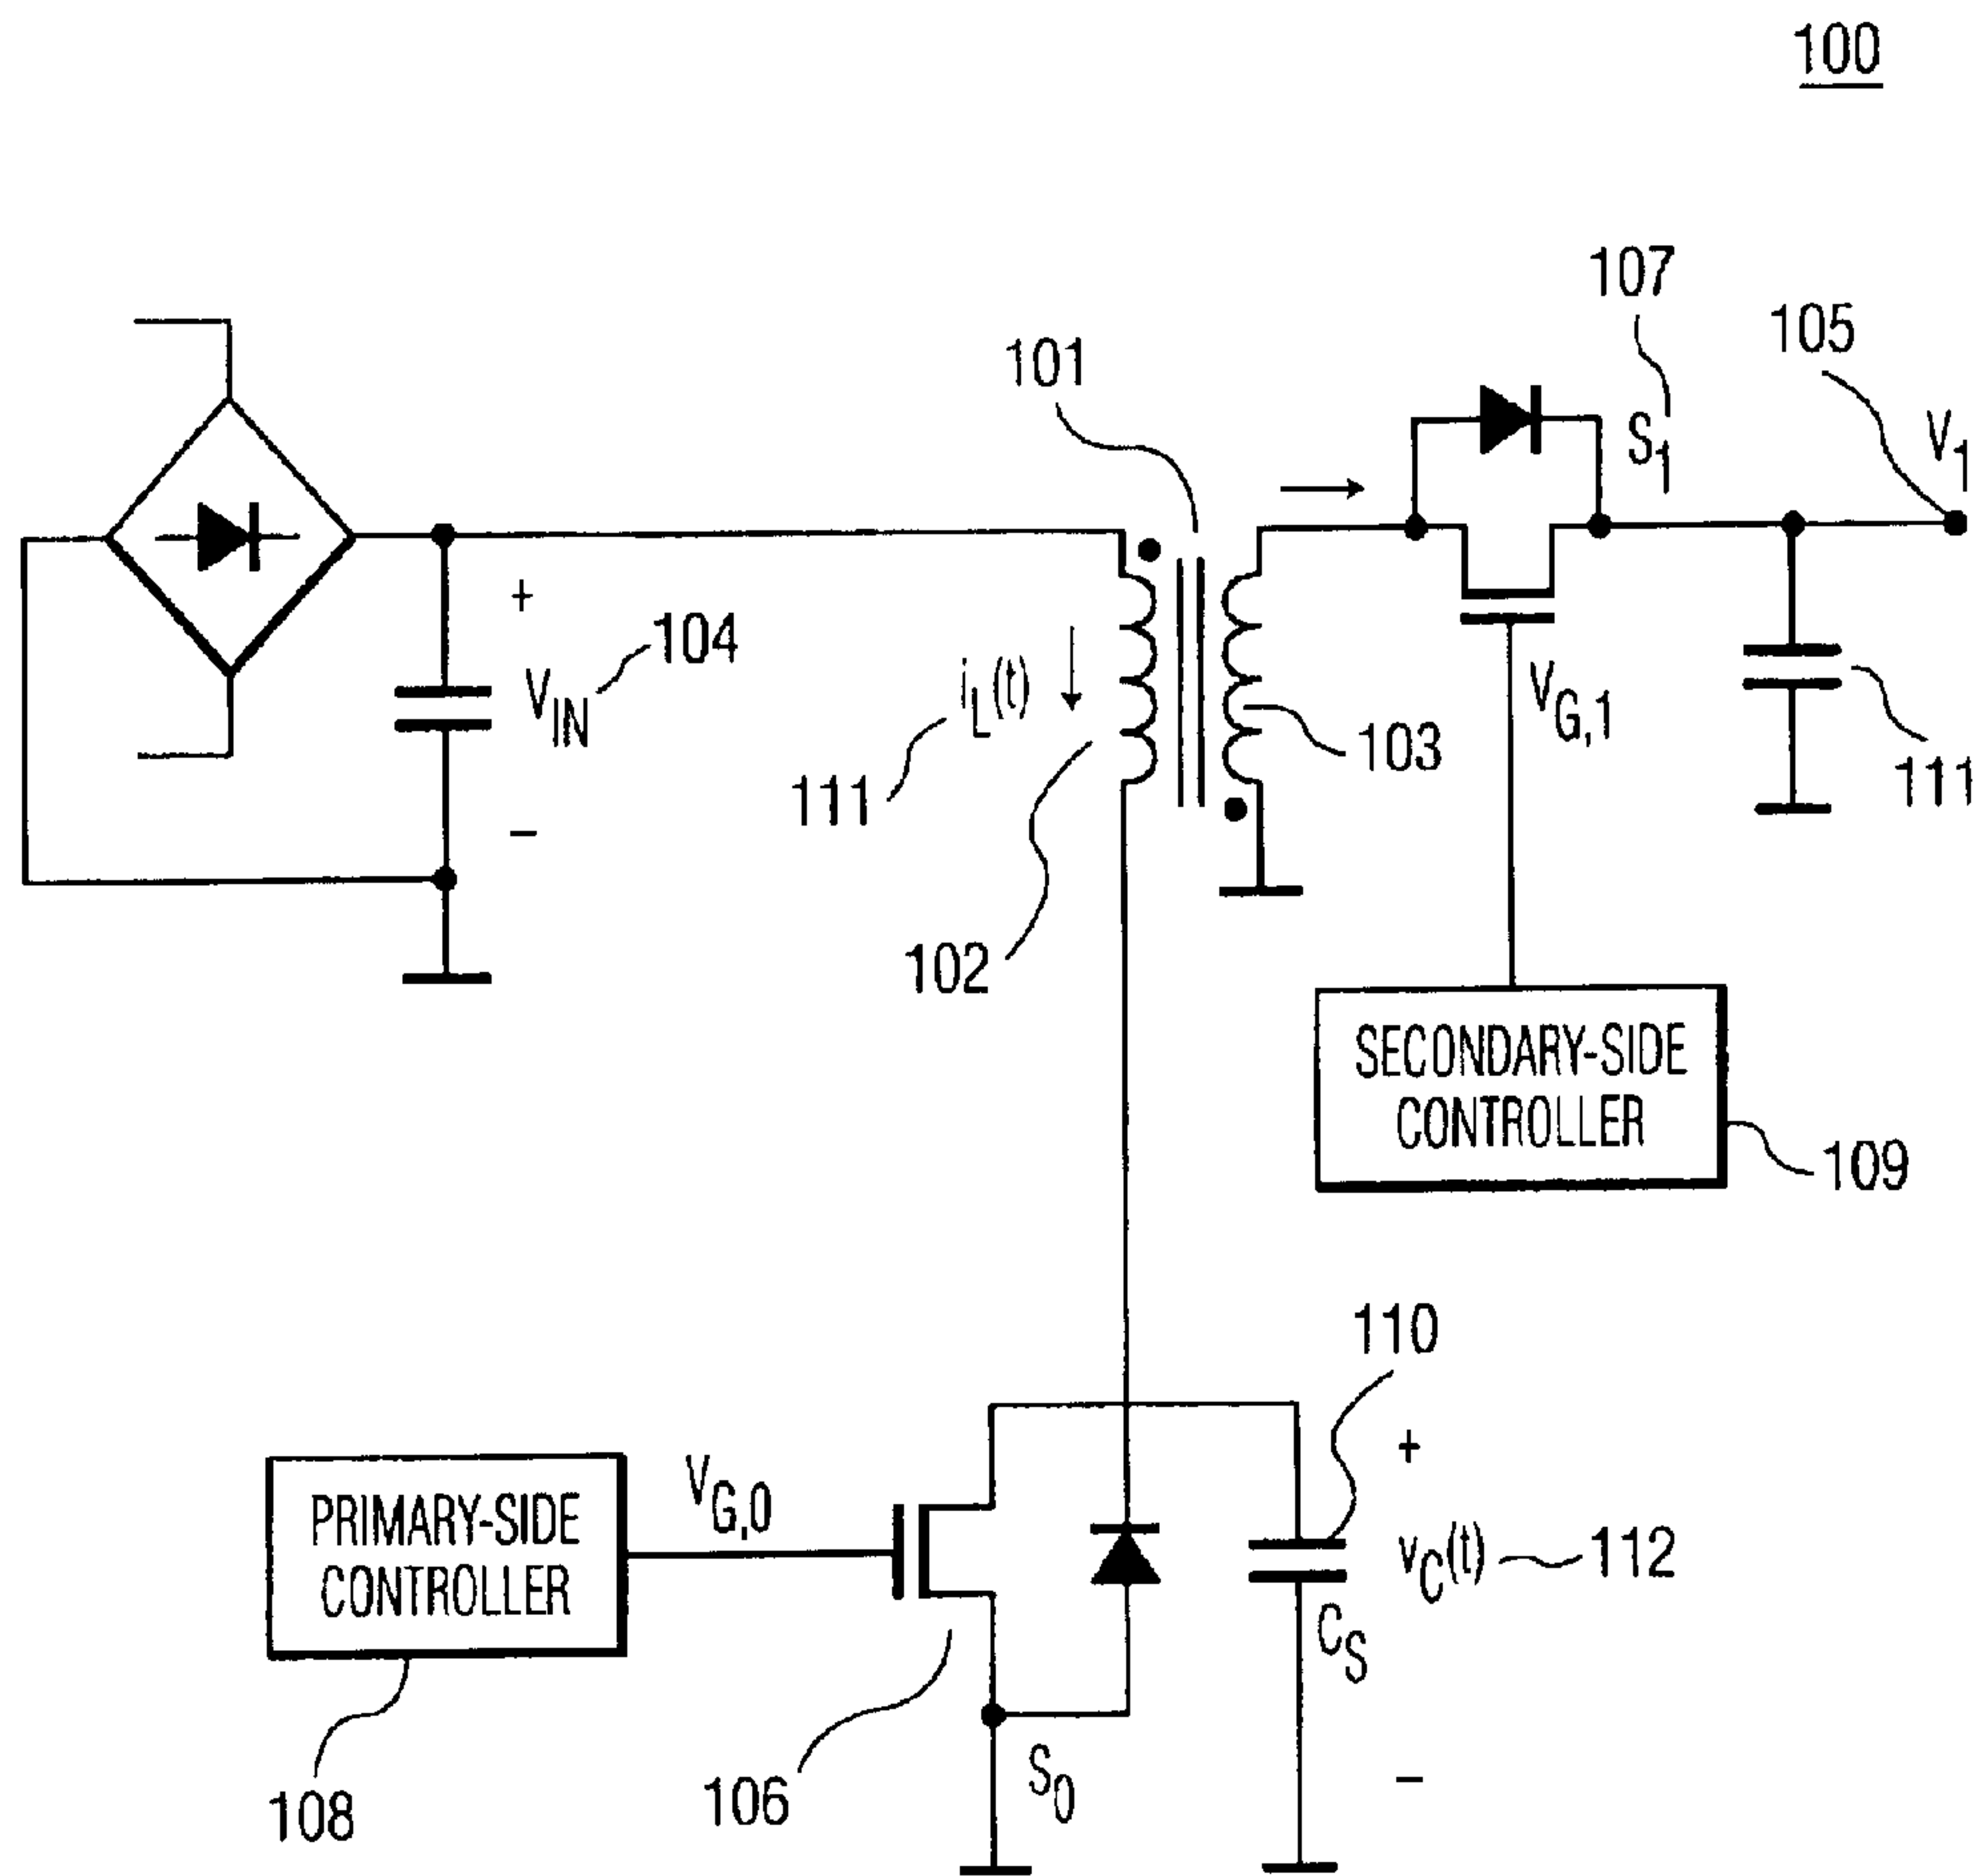 100
107
105
101
S1
V1
+
104
VIN
iL(t)
VG,1
103
111
111
−
102
SECONDARY-SIDE
CONTROLLER
109
110
+
VG,0
PRIMARY-SIDE
CONTROLLER
vC(t)
112
CS
S0
106
−
108